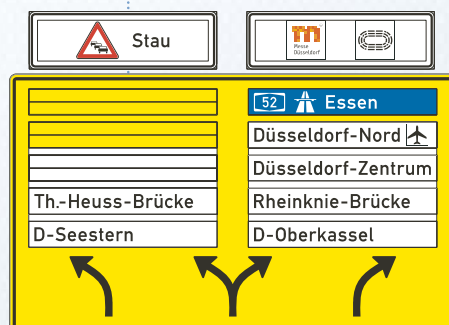 Stau
Messe
Düsseldorf
52 Essen
Düsseldorf-Nord
Düsseldorf-Zentrum
Th.-Heuss-Brücke
Rheinknie-Brücke
D-Seestern
D-Oberkassel